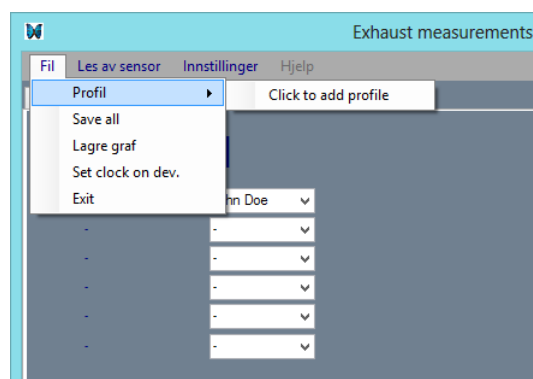 Exhaust measurements
Fil Les av sensor Innstillinger Hjelp
Profil Click to add profile
Save all
Lagre graf
Set clock on dev.
Exit
hn Doe
- -
- -
- -
- -
- -